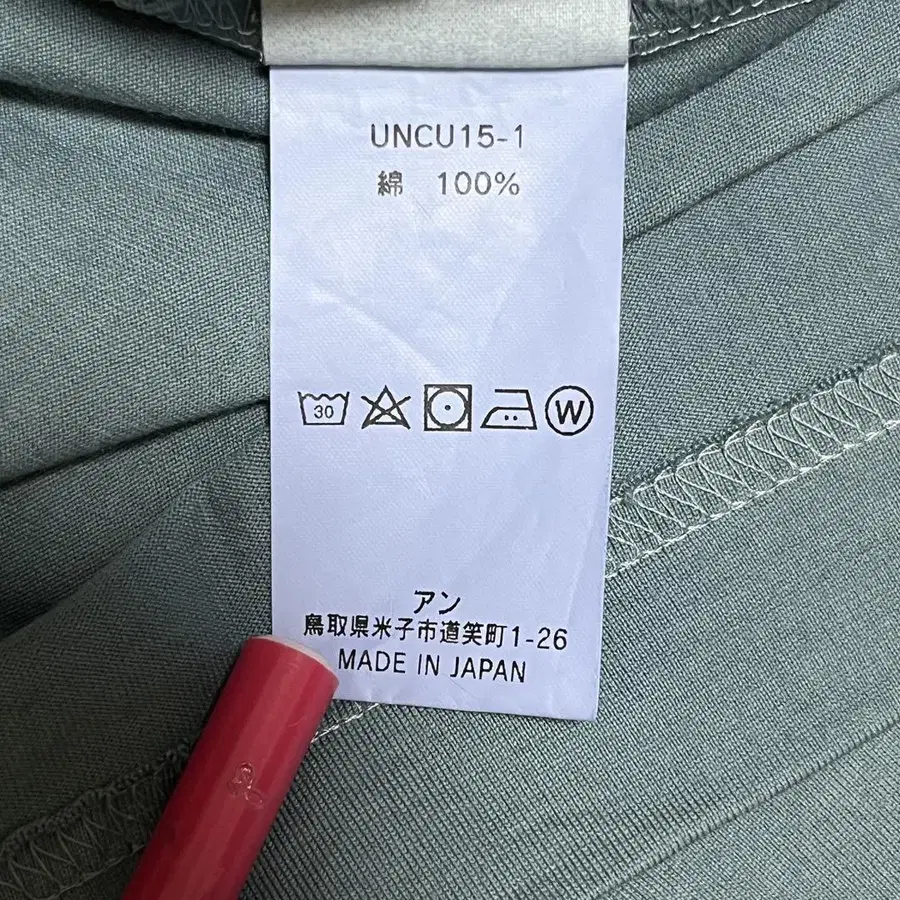 UNCU15-1
綿 100%
30
W
アン
鳥取県米子市道笑町1-26
MADE IN JAPAN